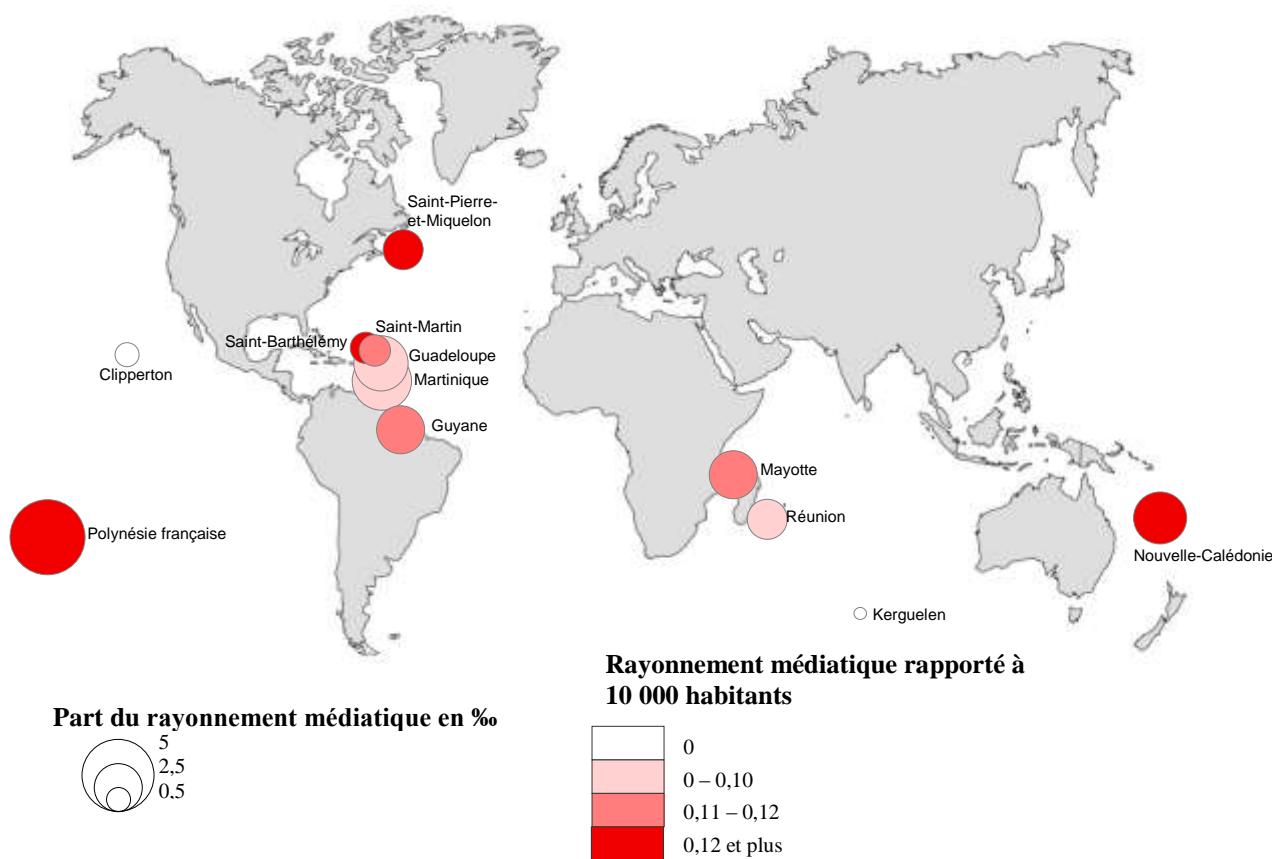 Saint-Pierre-
et-Miquelon
Saint-Martin
Saint-Barthélémy
Guadeloupe
Clipperton
Martinique
Guyane
Mayotte
Réunion
Polynésie française
Nouvelle-Calédonie
Kerguelen
Rayonnement médiatique rapporté à
10 000 habitants
Part du rayonnement médiatique en ‰
5
2,5
0,5
0
0 – 0,10
0,11 – 0,12
0,12 et plus